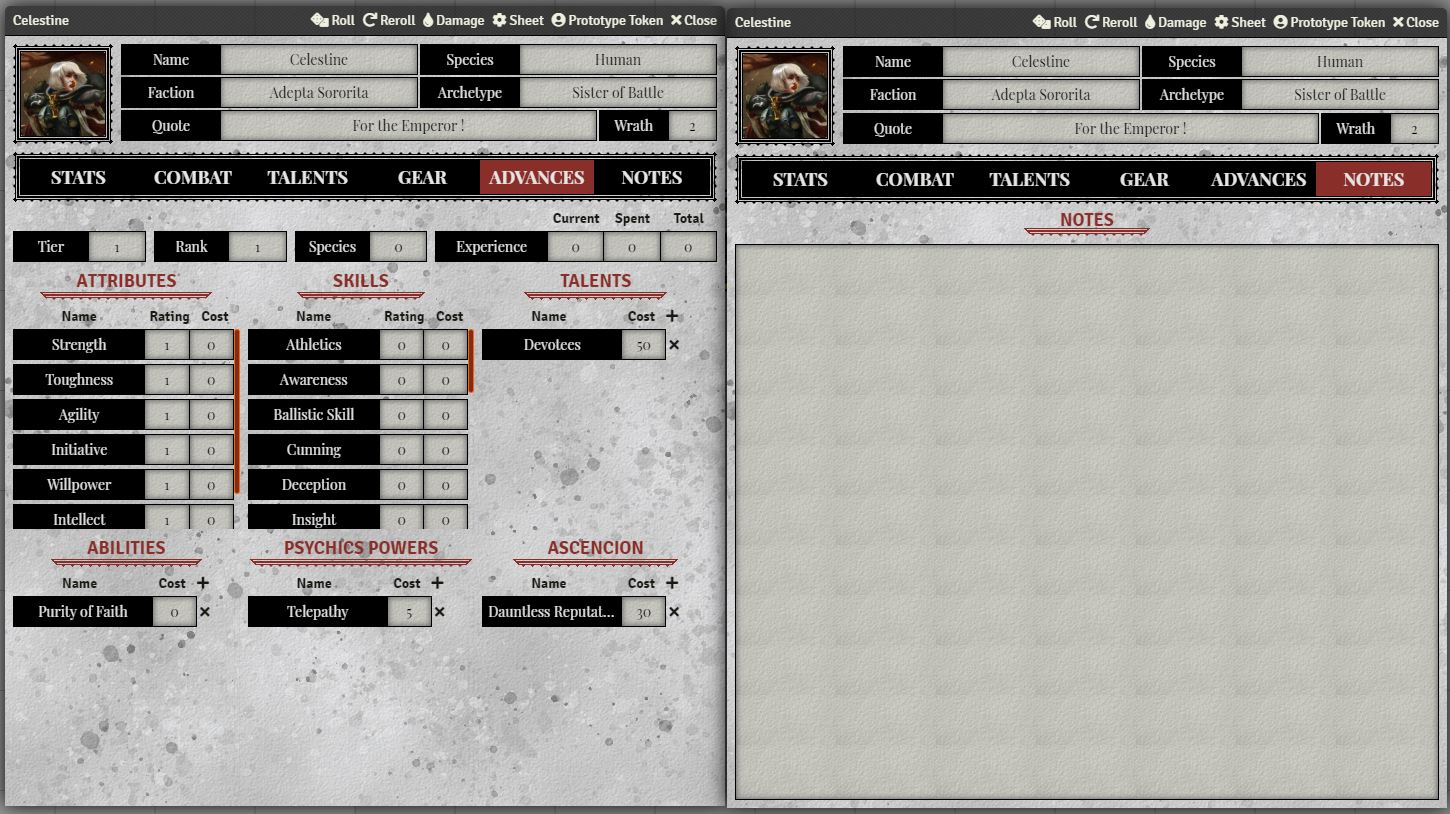 Celestine Roll Reroll Damage Sheet Prototype Token Close
Name Celestine Species Human
Faction Adepta Sororita Archetype Sister of Battle
Quote For the Emperor ! Wrath 2
STATS COMBAT TALENTS GEAR ADVANCES NOTES
Current Spent Total
Tier 1 Rank 1 Species 0 Experience 0 0 0
ATTRIBUTES SKILLS TALENTS
Name Rating Cost Name Rating Cost Name Cost +
Strength 1 0 Athletics 0 0 Devotees 50 ×
Toughness 1 0 Awareness 0 0
Agility 1 0 Ballistic Skill 0 0
Initiative 1 0 Cunning 0 0
Willpower 1 0 Deception 0 0
Intellect 1 0 Insight 0 0
ABILITIES PSYCHICS POWERS ASCENCION
Name Cost + Name Cost + Name Cost +
Purity of Faith 0 × Telepathy 5 × Dauntless Reputat... 30 ×
Celestine Roll Reroll Damage Sheet Prototype Token Close
Name Celestine Species Human
Faction Adepta Sororita Archetype Sister of Battle
Quote For the Emperor ! Wrath 2
STATS COMBAT TALENTS GEAR ADVANCES NOTES
NOTES